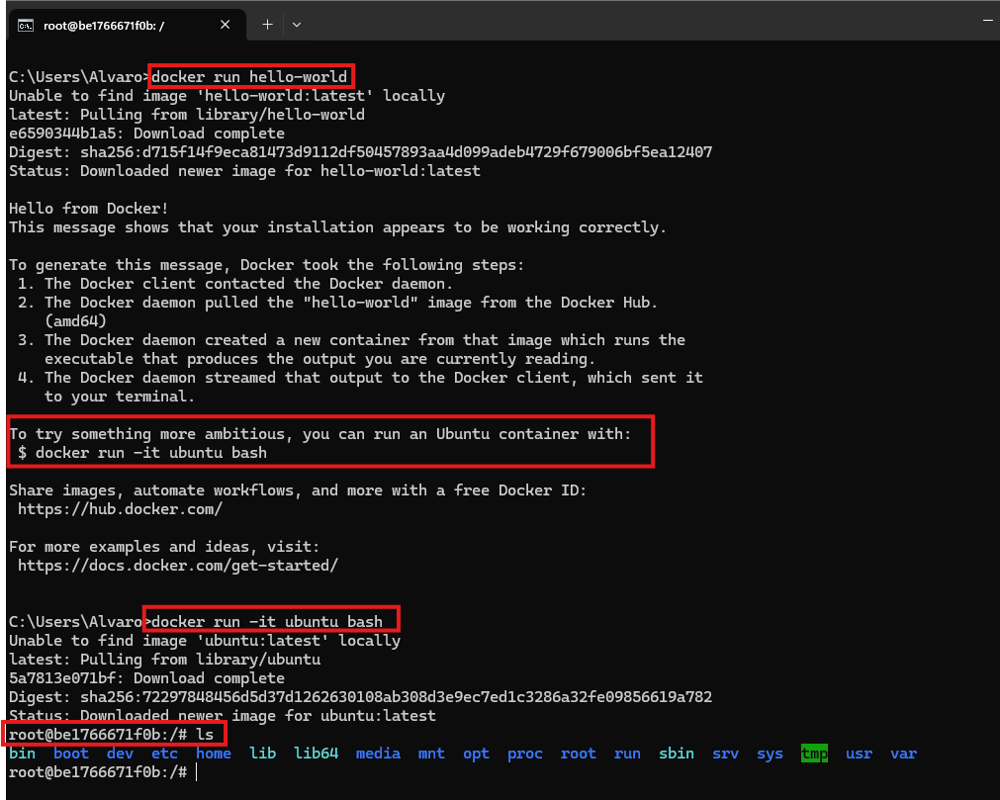 root@be1766671f0b: /
C:\Users\Alvaro>docker run hello-world
Unable to find image 'hello-world:latest' locally
latest: Pulling from library/hello-world
e6590344b1a5: Download complete
Digest: sha256:d715f14f9eca81473d9112df50457893aa4d099adeb4729f679006bf5ea12407
Status: Downloaded newer image for hello-world:latest
Hello from Docker!
This message shows that your installation appears to be working correctly.
To generate this message, Docker took the following steps:
1. The Docker client contacted the Docker daemon.
2. The Docker daemon pulled the "hello-world" image from the Docker Hub.
(amd64)
3. The Docker daemon created a new container from that image which runs the
executable that produces the output you are currently reading.
4. The Docker daemon streamed that output to the Docker client, which sent it
to your terminal.
To try something more ambitious, you can run an Ubuntu container with:
$ docker run -it ubuntu bash
Share images, automate workflows, and more with a free Docker ID:
https://hub.docker.com/
For more examples and ideas, visit:
https://docs.docker.com/get-started/
C:\Users\Alvaro>docker run -it ubuntu bash
Unable to find image 'ubuntu:latest' locally
latest: Pulling from library/ubuntu
5a7813e071bf: Download complete
Digest: sha256:72297848456d5d37d1262630108ab308d3e9ec7ed1c3286a32fe09856619a782
Status: Downloaded newer image for ubuntu:latest
root@be1766671f0b:/# ls
bin boot dev etc home lib lib64 media mnt opt proc root run sbin srv sys tmp usr var
root@be1766671f0b:/#